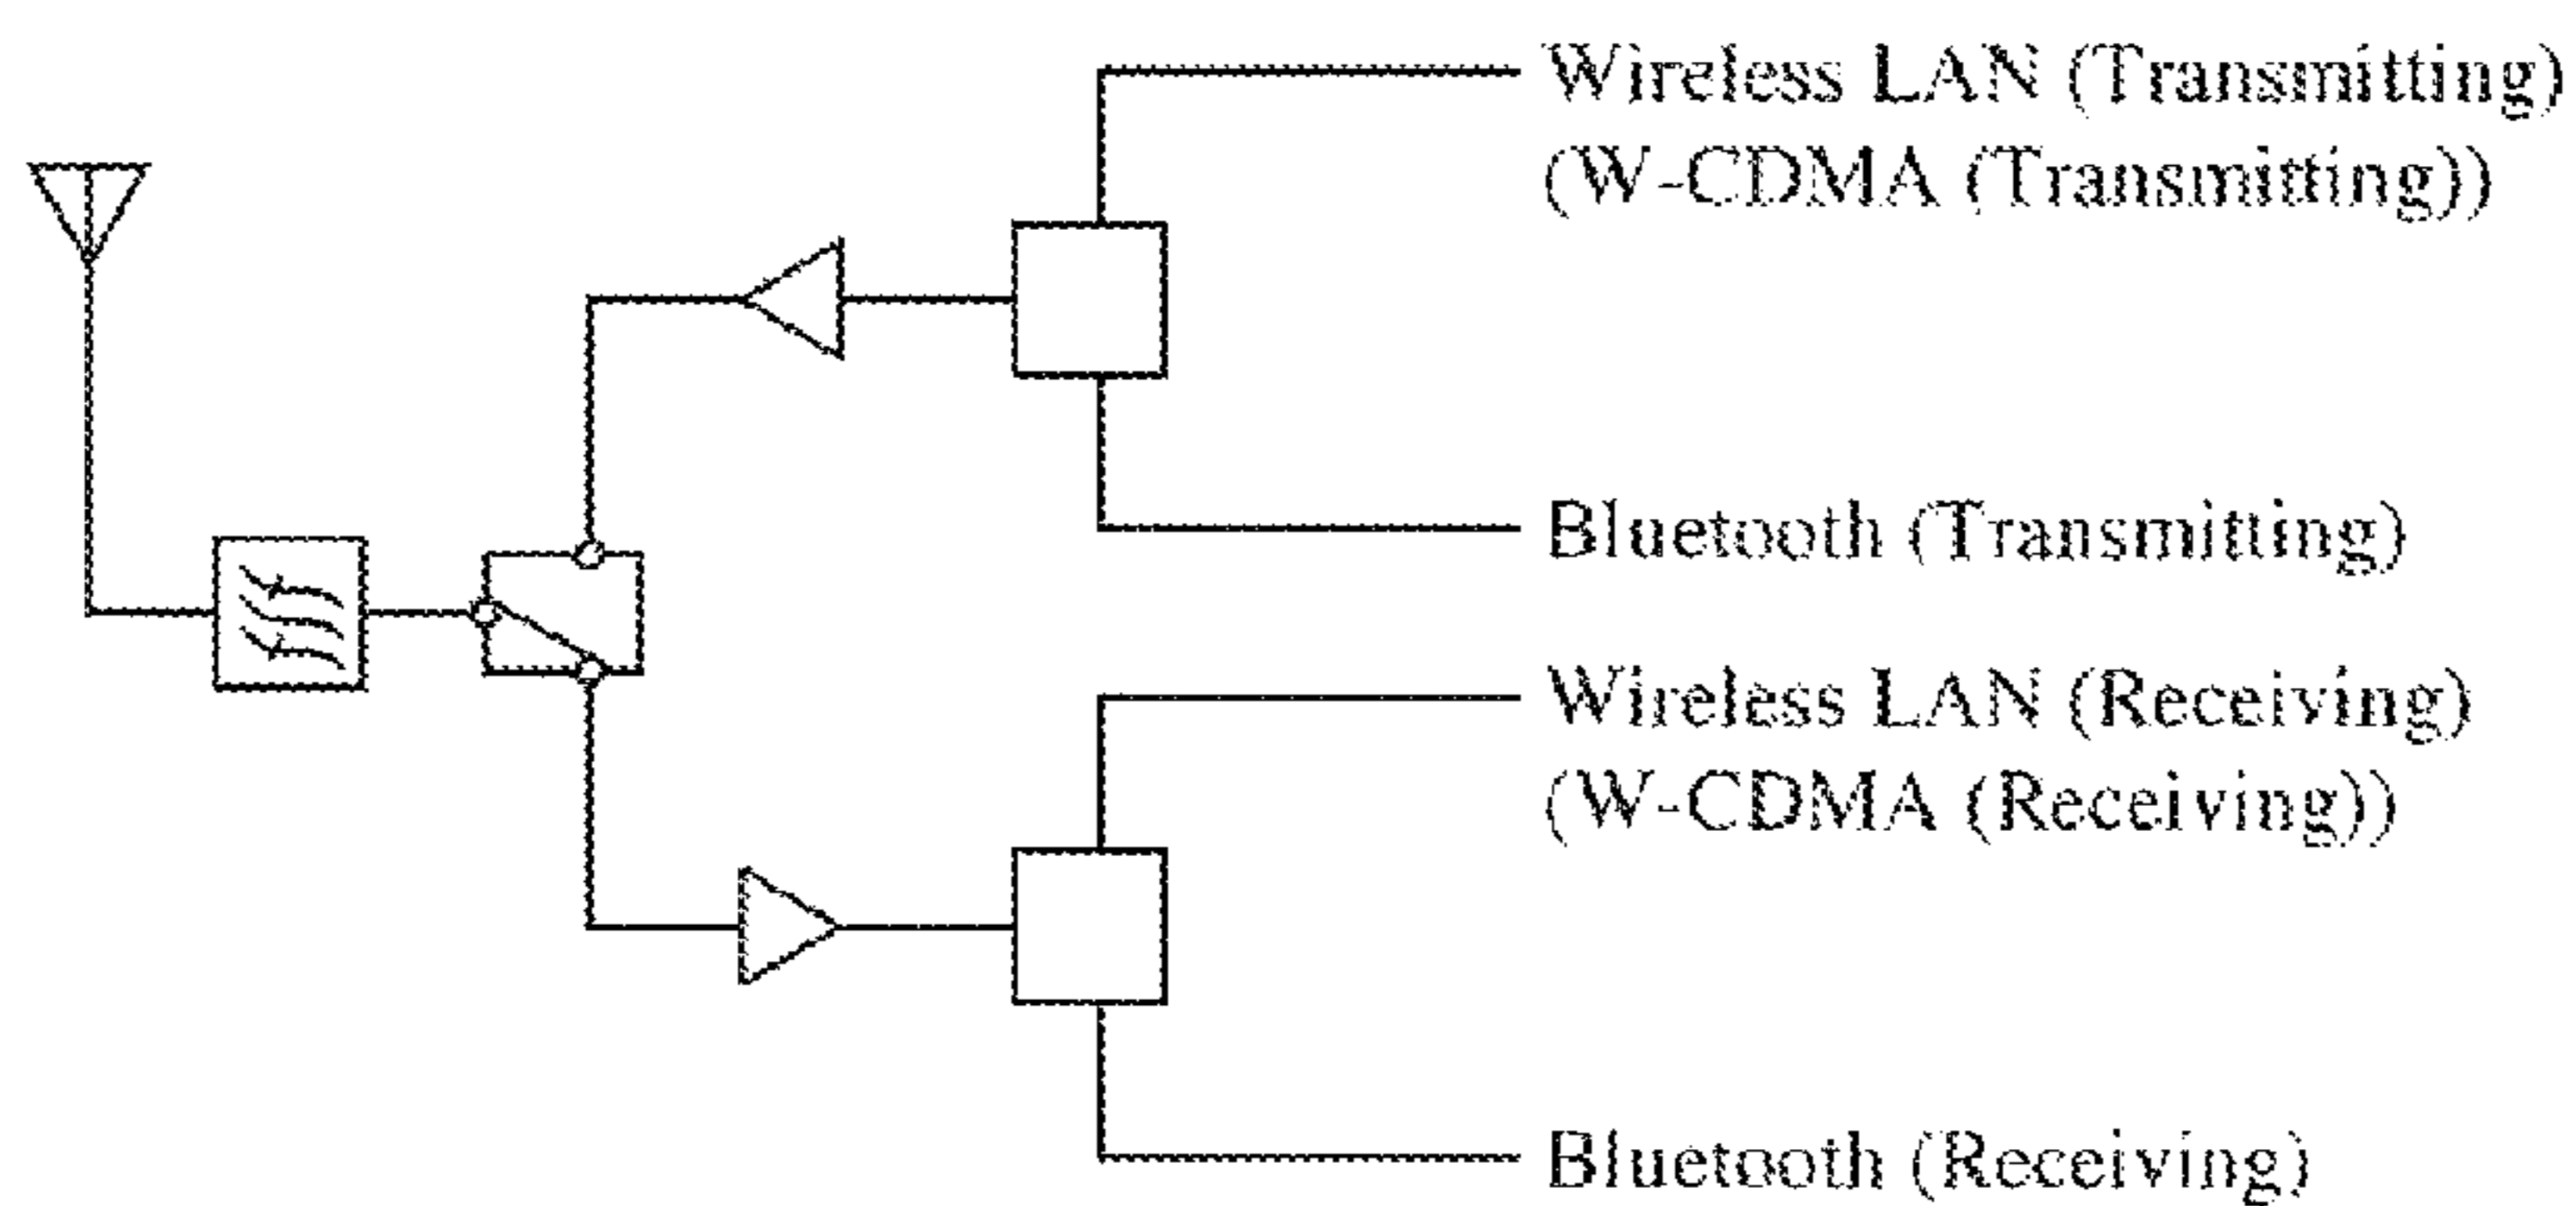 Wireless LAN (Transmitting)
(W-CDMA (Transmitting))
Bluetooth (Transmitting)
Wireless LAN (Receiving)
(W-CDMA (Receiving))
Bluetooth (Receiving)